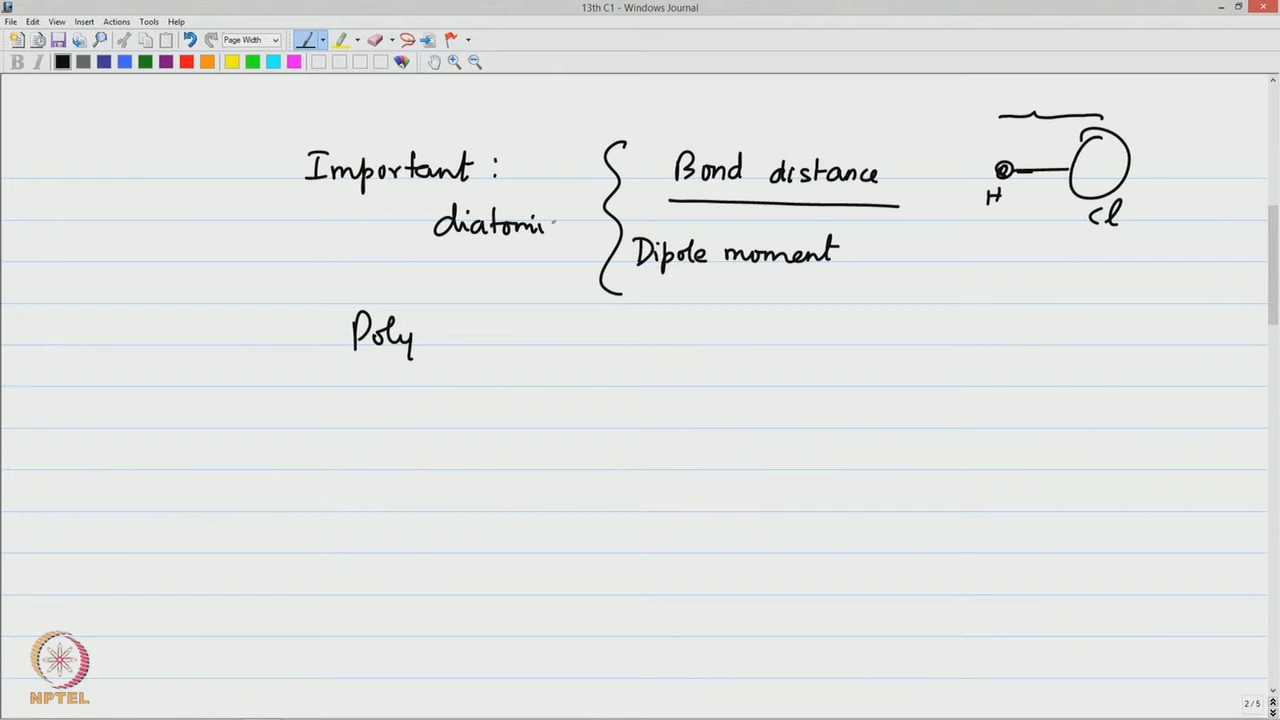 13th C1 - Windows Journal
File Edit View Insert Actions Tools Help
Page Width
B I
Important : Bond distance
diatomi
Dipole moment
H Cl
Poly
NPTEL
2 / 5